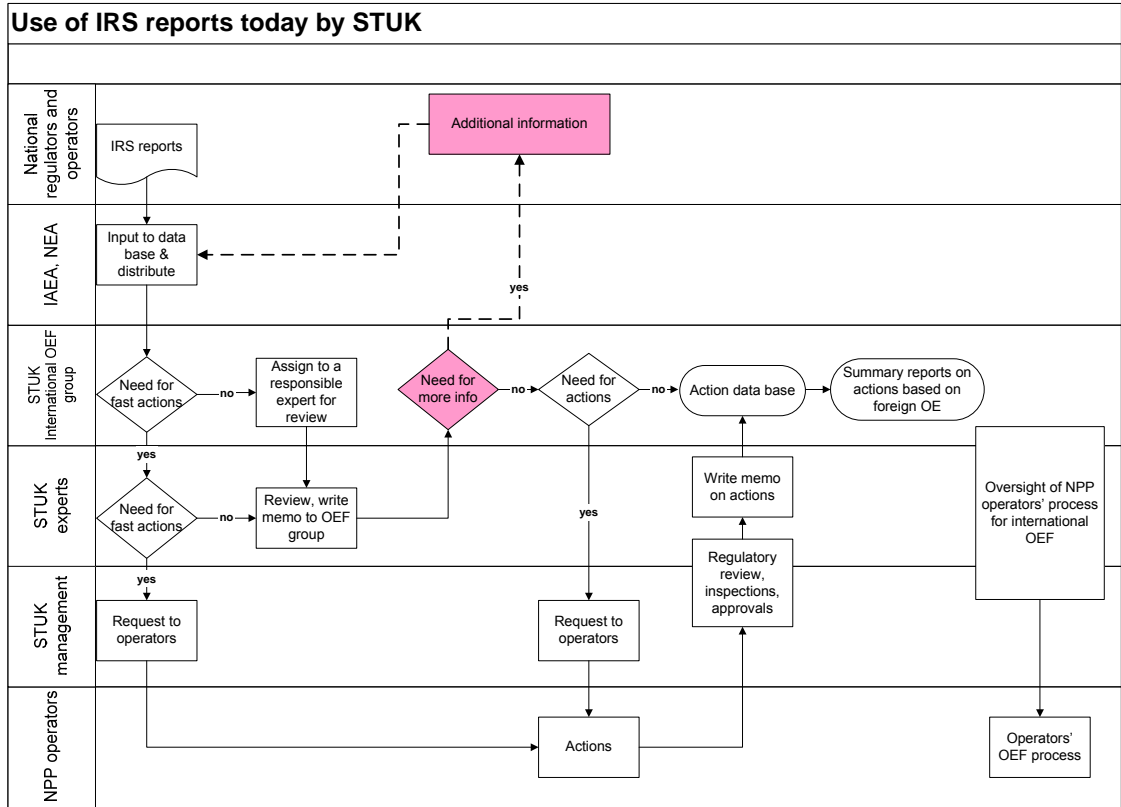 Use of IRS reports today by STUK
National
regulators and
operators
IRS reports
Additional information
IAEA, NEA
Input to data
base &
distribute
yes
STUK
International OEF
group
Need for
fast actions
no
Assign to a
responsible
expert for
review
Need for
more info
no
Need for
actions
no
Action data base
Summary reports on
actions based on
foreign OE
yes
STUK
experts
Need for
fast actions
no
Review, write
memo to OEF
group
yes
Write memo
on actions
Oversight of NPP
operators' process
for international
OEF
yes
STUK
management
Request to
operators
Request to
operators
Regulatory
review,
inspections,
approvals
NPP operators
Actions
Operators'
OEF process